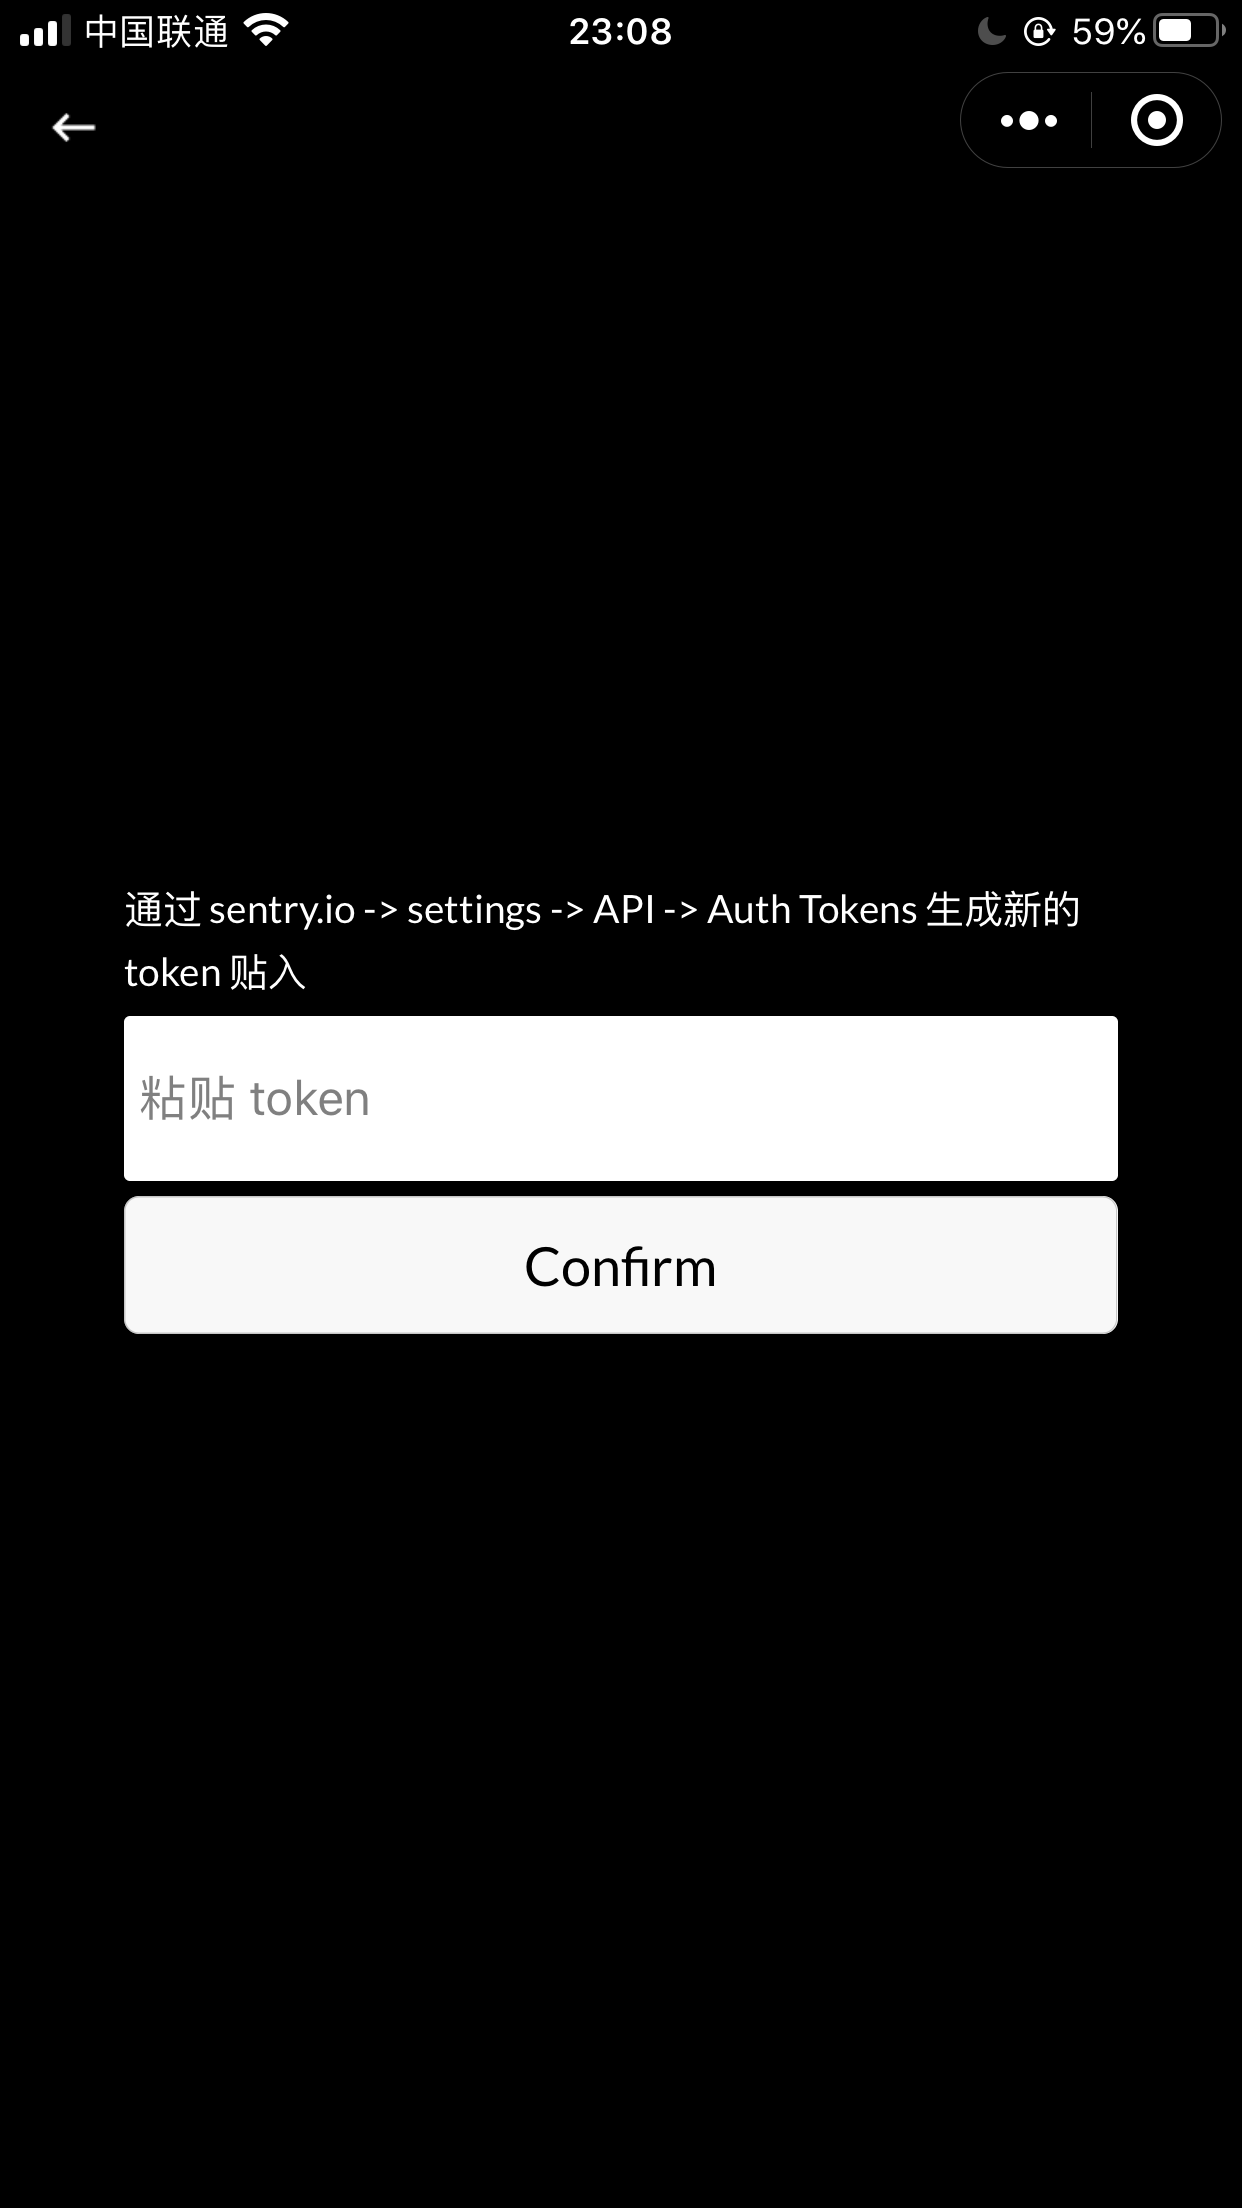 中国联通
23:08
59%
通过 sentry.io -> settings -> API -> Auth Tokens 生成新的
token 贴入
粘贴 token
Confirm